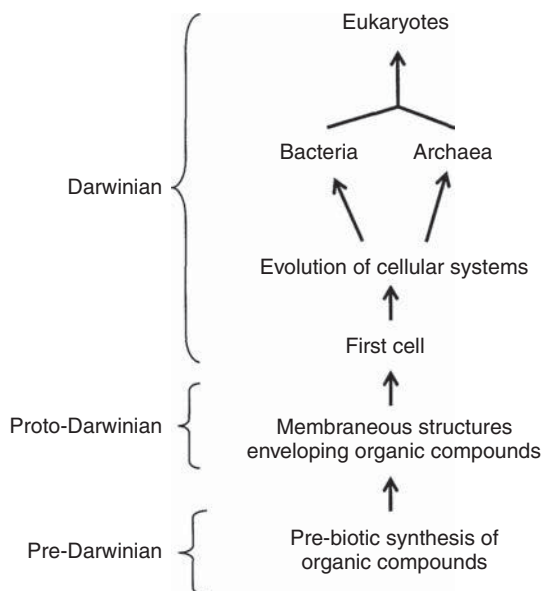 Eukaryotes
Bacteria
Archaea
Darwinian
Evolution of cellular systems
First cell
Proto-Darwinian
Membraneous structures
enveloping organic compounds
Pre-Darwinian
Pre-biotic synthesis of
organic compounds